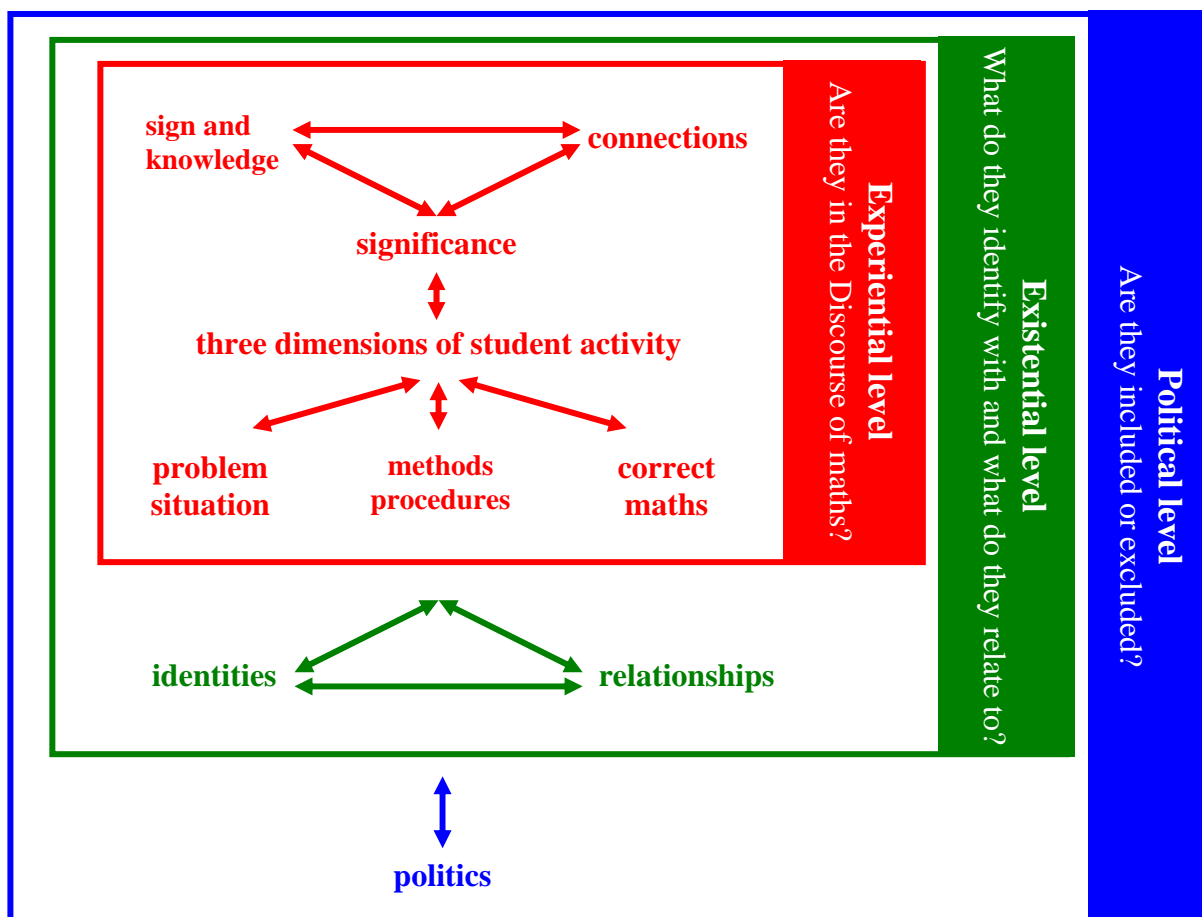 sign and
knowledge
connections
significance
three dimensions of student activity
problem
situation
methods
procedures
correct
maths
Experiential level
Are they in the Discourse of maths?
identities
relationships
Existential level
What do they identify with and what do they relate to?
politics
Political level
Are they included or excluded?